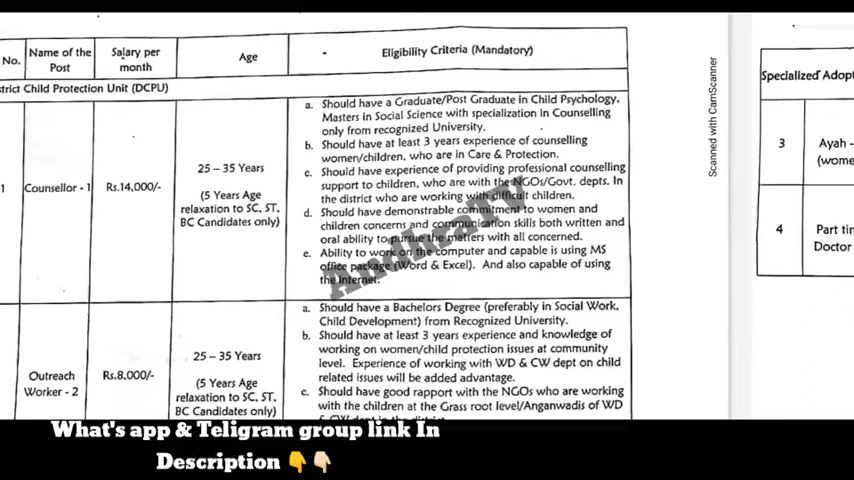 No.
Name of the
Post
Salary per
month
Age
Eligibility Criteria (Mandatory)
strict Child Protection Unit (DCPU)
1
Counsellor - 1
Rs.14,000/-
25 – 35 Years
(5 Years Age
relaxation to SC, ST,
BC Candidates only)
a. Should have a Graduate/Post Graduate in Child Psychology,
Masters in Social Science with specialization in Counselling
only from recognized University.
b. Should have at least 3 years experience of counselling
women/children, who are in Care & Protection.
c. Should have experience of providing professional counselling
support to children, who are with the NGOs/Govt. depts. In
the district who are working with difficult children.
d. Should have demonstrable commitment to women and
children concerns and communication skills both written and
oral ability to pursue the matters with all concerned.
e. Ability to work on the computer and capable is using MS
office package (Word & Excel). And also capable of using
the Internet.
Outreach
Worker - 2
Rs.8,000/-
25 – 35 Years
(5 Years Age
relaxation to SC, ST,
BC Candidates only)
a. Should have a Bachelors Degree (preferably in Social Work,
Child Development) from Recognized University.
b. Should have at least 3 years experience and knowledge of
working on women/child protection issues at community
level. Experience of working with WD & CW dept on child
related issues will be added advantage.
c. Should have good rapport with the NGOs who are working
with the children at the Grass root level/Anganwadis of WD
Scanned with CamScanner
Specialized Adopt
3
Ayah -
(wome
4
Part tin
Doctor
What's app & Teligram group link In
Description 👇👇🏻